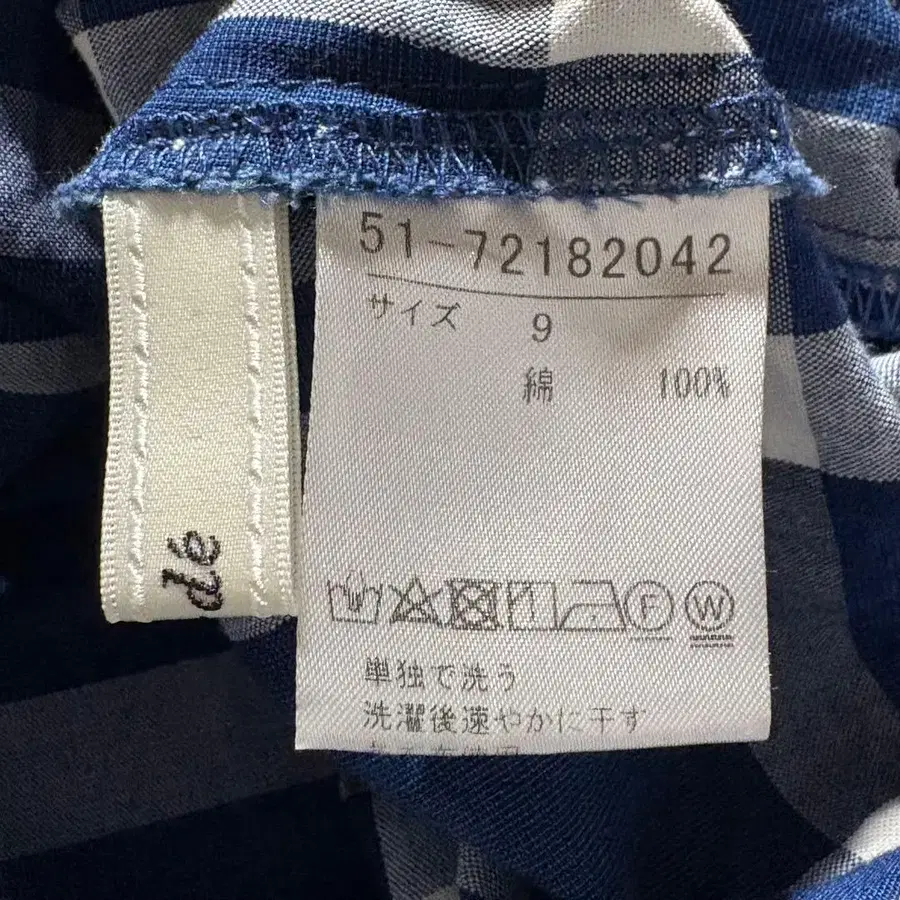 51-72182042
サイズ 9
綿 100%
F W
単独で洗う
洗濯後速やかに干す
dé